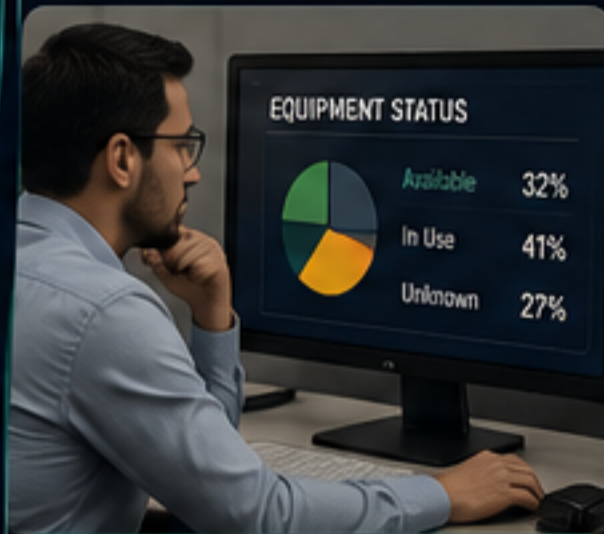 EQUIPMENT STATUS
Available 32%
In Use 41%
Unknown 27%